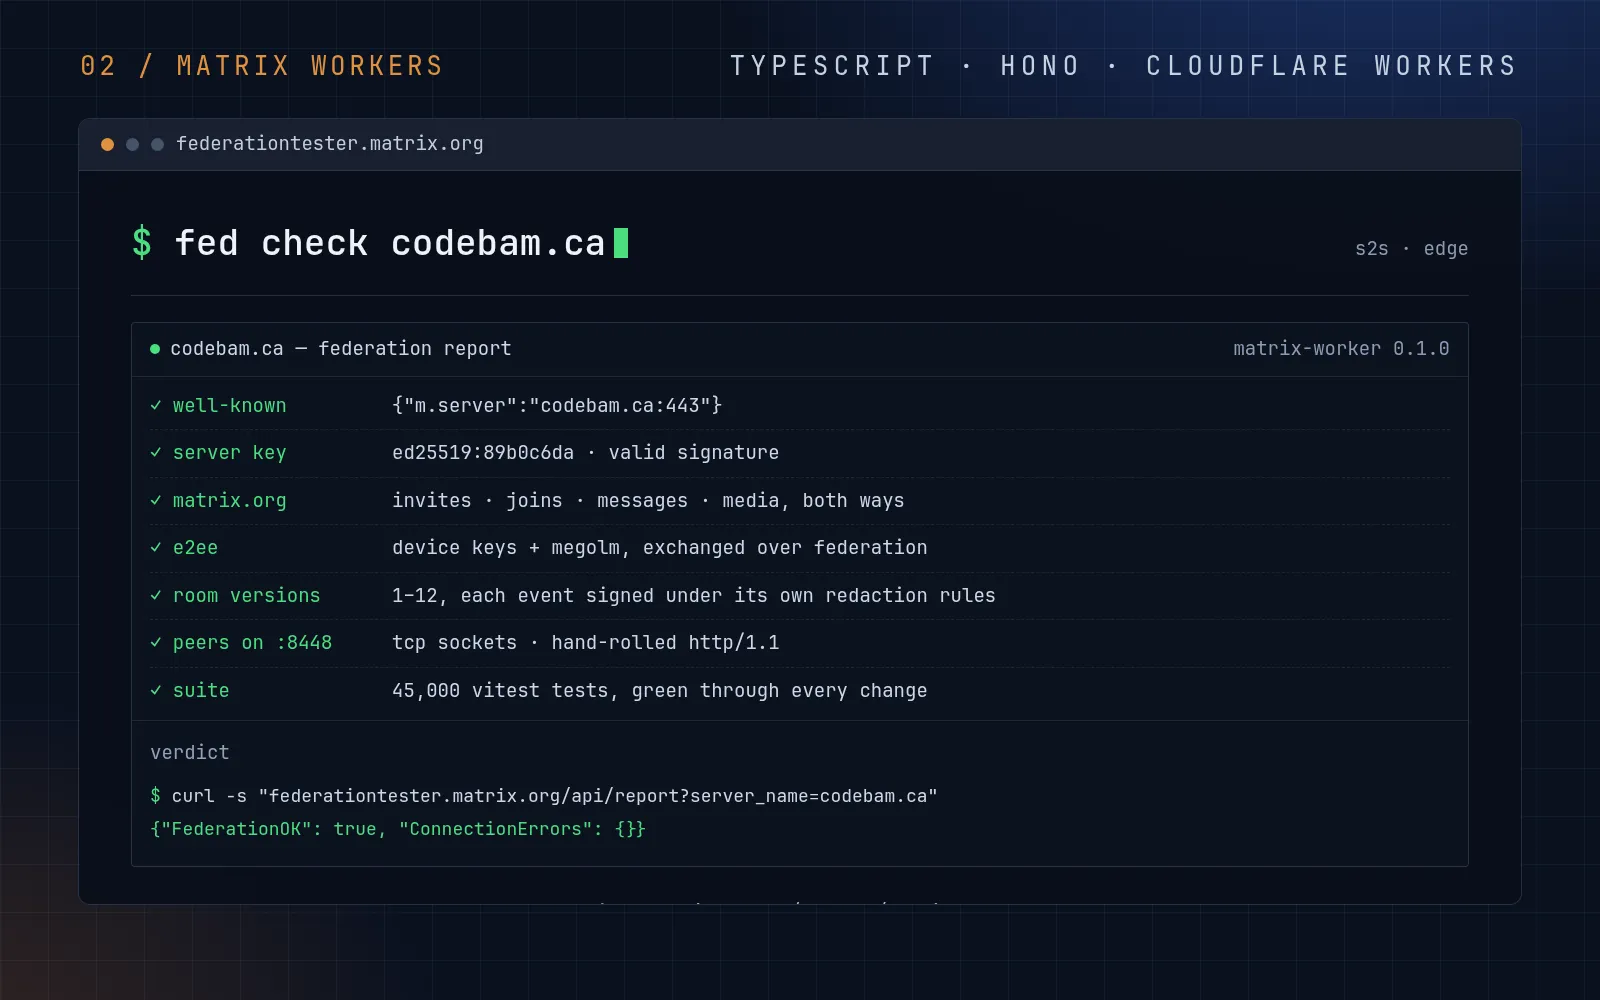 02 / MATRIX WORKERS
TYPESCRIPT · HONO · CLOUDFLARE WORKERS
federationtester.matrix.org
$ fed check codebam.ca
s2s · edge
codebam.ca — federation report
matrix-worker 0.1.0
✓ well-known {"m.server":"codebam.ca:443"}
✓ server key ed25519:89b0c6da · valid signature
✓ matrix.org invites · joins · messages · media, both ways
✓ e2ee device keys + megolm, exchanged over federation
✓ room versions 1–12, each event signed under its own redaction rules
✓ peers on :8448 tcp sockets · hand-rolled http/1.1
✓ suite 45,000 vitest tests, green through every change
verdict
$ curl -s "federationtester.matrix.org/api/report?server_name=codebam.ca"
{"FederationOK": true, "ConnectionErrors": {}}